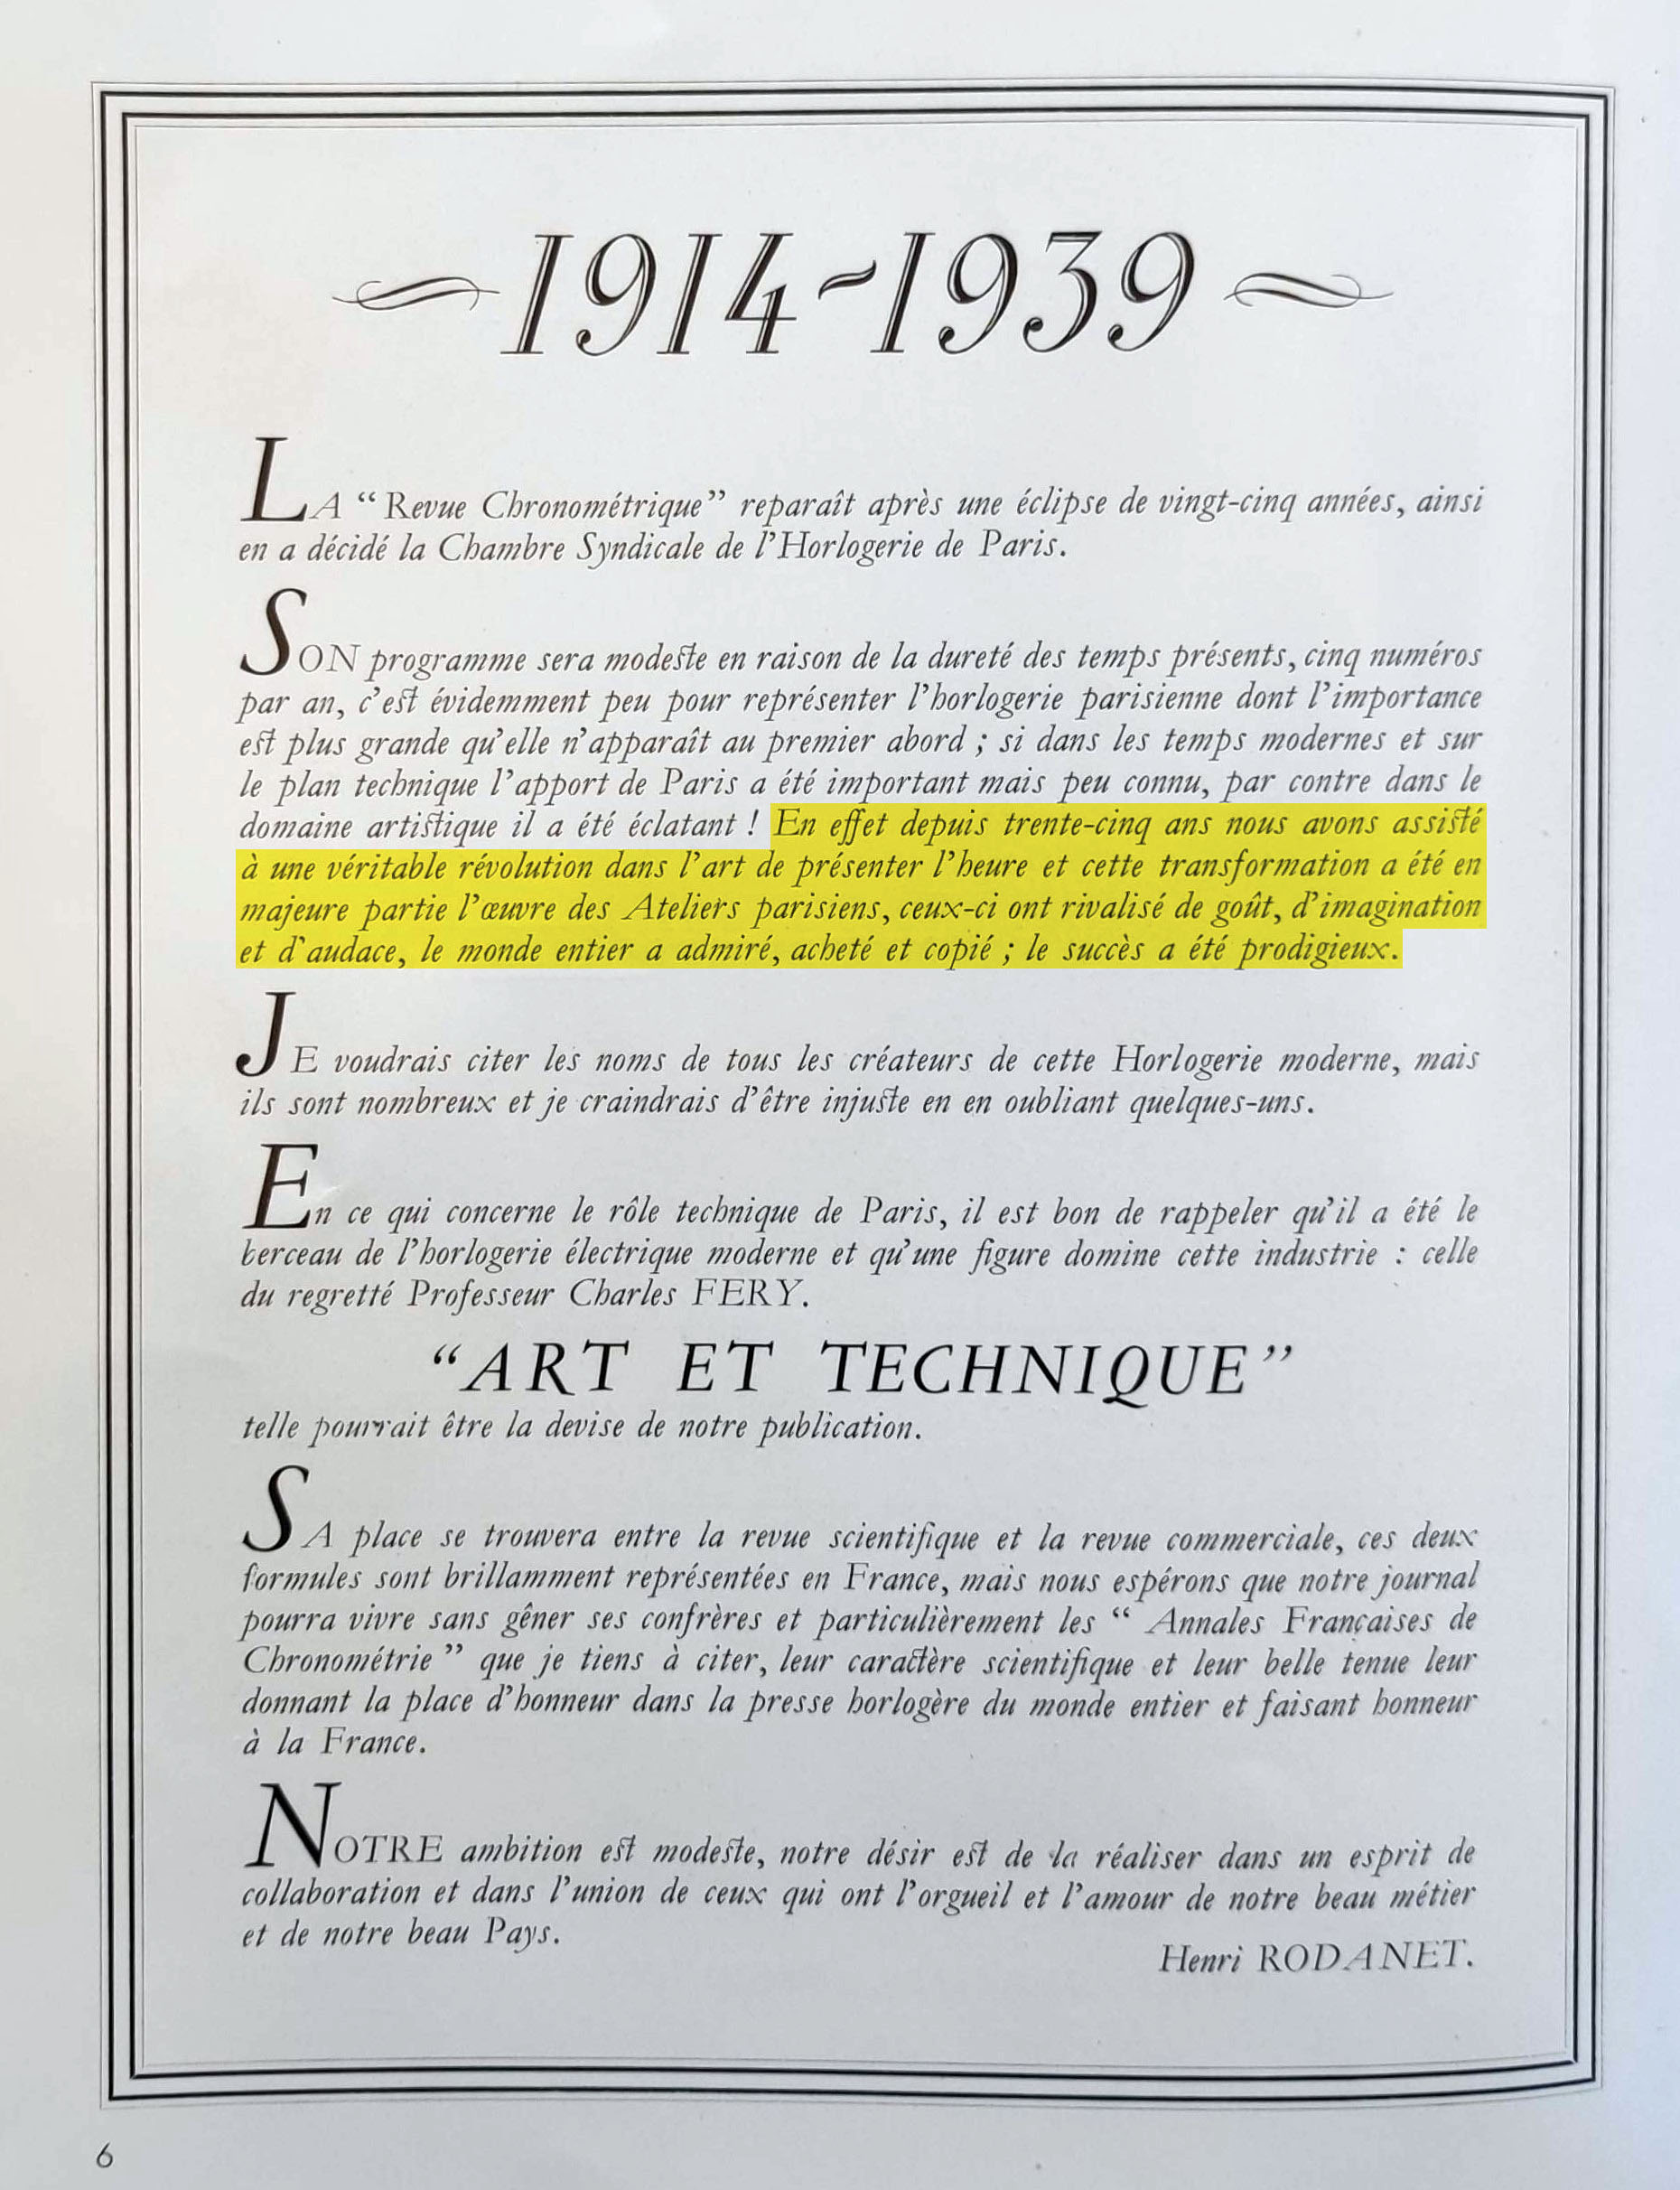 1914~1939
LA “Revue Chronométrique” reparaît après une éclipse de vingt-cinq années, ainsi
en a décidé la Chambre Syndicale de l’Horlogerie de Paris.
SON programme sera modeste en raison de la dureté des temps présents, cinq numéros
par an, c’est évidemment peu pour représenter l’horlogerie parisienne dont l’importance
est plus grande qu’elle n’apparaît au premier abord ; si dans les temps modernes et sur
le plan technique l’apport de Paris a été important mais peu connu, par contre dans le
domaine artistique il a été éclatant ! En effet depuis trente-cinq ans nous avons assisté
à une véritable révolution dans l’art de présenter l’heure et cette transformation a été en
majeure partie l’œuvre des Ateliers parisiens, ceux-ci ont rivalisé de goût, d’imagination
et d’audace, le monde entier a admiré, acheté et copié ; le succès a été prodigieux.
JE voudrais citer les noms de tous les créateurs de cette Horlogerie moderne, mais
ils sont nombreux et je craindrais d’être injuste en en oubliant quelques-uns.
En ce qui concerne le rôle technique de Paris, il est bon de rappeler qu’il a été le
berceau de l’horlogerie électrique moderne et qu’une figure domine cette industrie : celle
du regretté Professeur Charles FERY.
“ART ET TECHNIQUE”
telle pourrait être la devise de notre publication.
SA place se trouvera entre la revue scientifique et la revue commerciale, ces deux
formules sont brillamment représentées en France, mais nous espérons que notre journal
pourra vivre sans gêner ses confrères et particulièrement les “ Annales Françaises de
Chronométrie ” que je tiens à citer, leur caractère scientifique et leur belle tenue leur
donnant la place d’honneur dans la presse horlogère du monde entier et faisant honneur
à la France.
NOTRE ambition est modeste, notre désir est de la réaliser dans un esprit de
collaboration et dans l’union de ceux qui ont l’orgueil et l’amour de notre beau métier
et de notre beau Pays.
Henri RODANET.
6